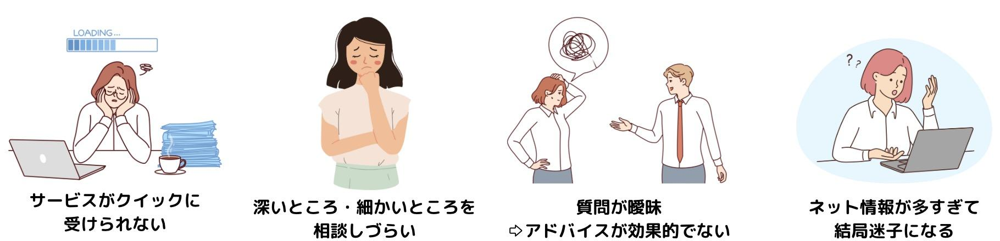 LOADING...
サービスがクイックに
受けられない
深いところ・細かいところを
相談しづらい
質問が曖昧
⇨アドバイスが効果的でない
? ?
ネット情報が多すぎて
結局迷子になる